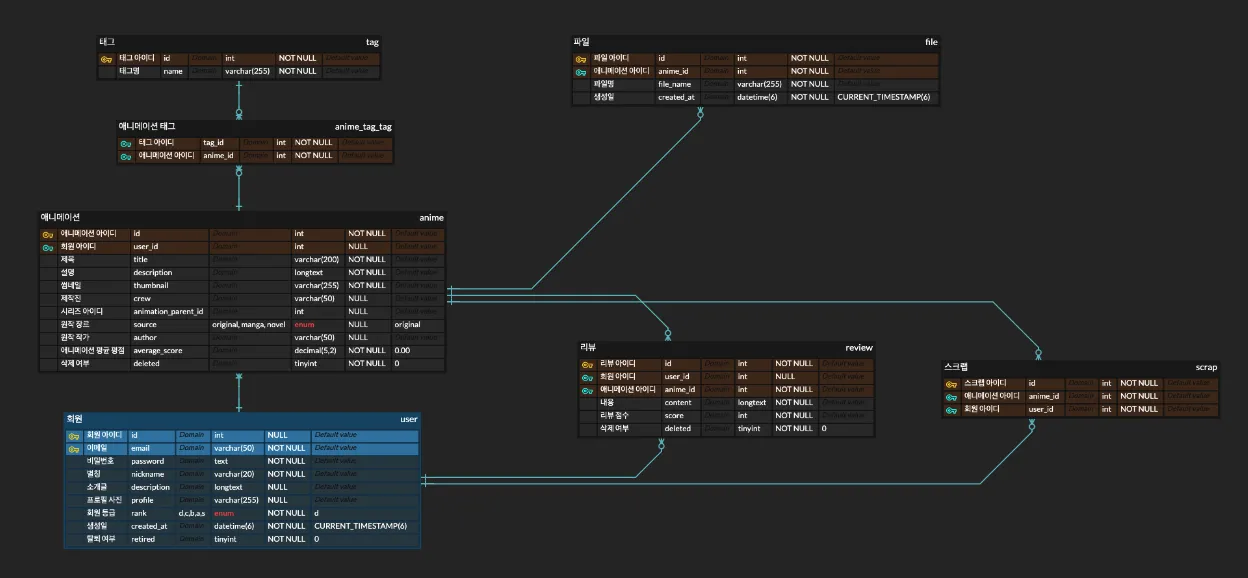 태그 tag
태그 아이디 id Domain int NOT NULL Default value
태그명 name Domain varchar(255) NOT NULL Default value
파일 file
파일 아이디 id Domain int NOT NULL Default value
애니메이션 아이디 anime_id Domain int NOT NULL Default value
파일명 file_name Domain varchar(255) NOT NULL Default value
생성일 created_at Domain datetime(6) NOT NULL CURRENT_TIMESTAMP(6)
애니메이션 태그 anime_tag_tag
태그 아이디 tag_id Domain int NOT NULL Default value
애니메이션 아이디 anime_id Domain int NOT NULL Default value
애니메이션 anime
애니메이션 아이디 id Domain int NOT NULL Default value
회원 아이디 user_id Domain int NULL Default value
제목 title Domain varchar(200) NOT NULL Default value
설명 description Domain longtext NOT NULL Default value
썸네일 thumbnail Domain varchar(255) NOT NULL Default value
제작진 crew Domain varchar(50) NULL Default value
시리즈 아이디 animation_parent_id Domain int NULL Default value
원작 장르 source original, manga, novel enum NULL original
원작 작가 author Domain varchar(50) NULL Default value
애니메이션 평균 평점 average_score Domain decimal(5,2) NOT NULL 0.00
삭제 여부 deleted Domain tinyint NOT NULL 0
리뷰 review
리뷰 아이디 id Domain int NOT NULL Default value
회원 아이디 user_id Domain int NULL Default value
애니메이션 아이디 anime_id Domain int NOT NULL Default value
내용 content Domain longtext NOT NULL Default value
리뷰 점수 score Domain int NOT NULL Default value
삭제 여부 deleted Domain tinyint NOT NULL 0
스크랩 scrap
스크랩 아이디 id Domain int NOT NULL Default value
애니메이션 아이디 anime_id Domain int NOT NULL Default value
회원 아이디 user_id Domain int NOT NULL Default value
회원 user
회원 아이디 id Domain int NULL Default value
이메일 email Domain varchar(50) NOT NULL Default value
비밀번호 password Domain text NOT NULL Default value
별칭 nickname Domain varchar(20) NOT NULL Default value
소개글 description Domain longtext NULL Default value
프로필 사진 profile Domain varchar(255) NULL Default value
회원 등급 rank d,c,b,a,s enum NOT NULL d
생성일 created_at Domain datetime(6) NOT NULL CURRENT_TIMESTAMP(6)
탈퇴 여부 retired Domain tinyint NOT NULL 0